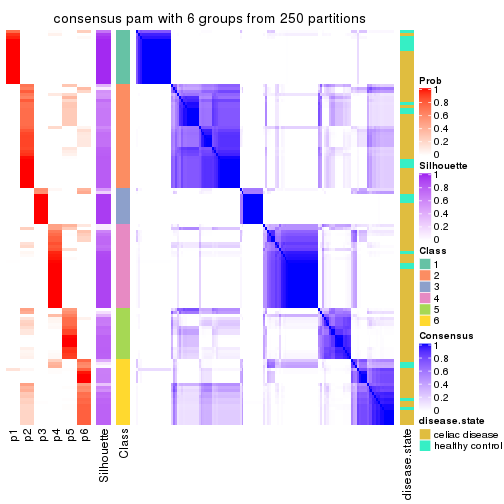 consensus pam with 6 groups from 250 partitions
Prob
1
0.8
0.6
0.4
0.2
0
Silhouette
1
0.8
0.6
0.4
0.2
0
Class
1
2
3
4
5
6
Consensus
1
0.8
0.6
0.4
0.2
0
disease.state
celiac disease
healthy control
p1
p2
p3
p4
p5
p6
Silhouette
Class
disease.state